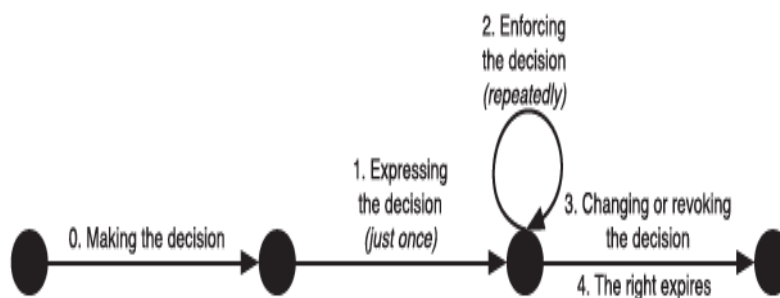 0. Making the decision
1. Expressing
the decision
(just once)
2. Enforcing
the decision
(repeatedly)
3. Changing or revoking
the decision
4. The right expires